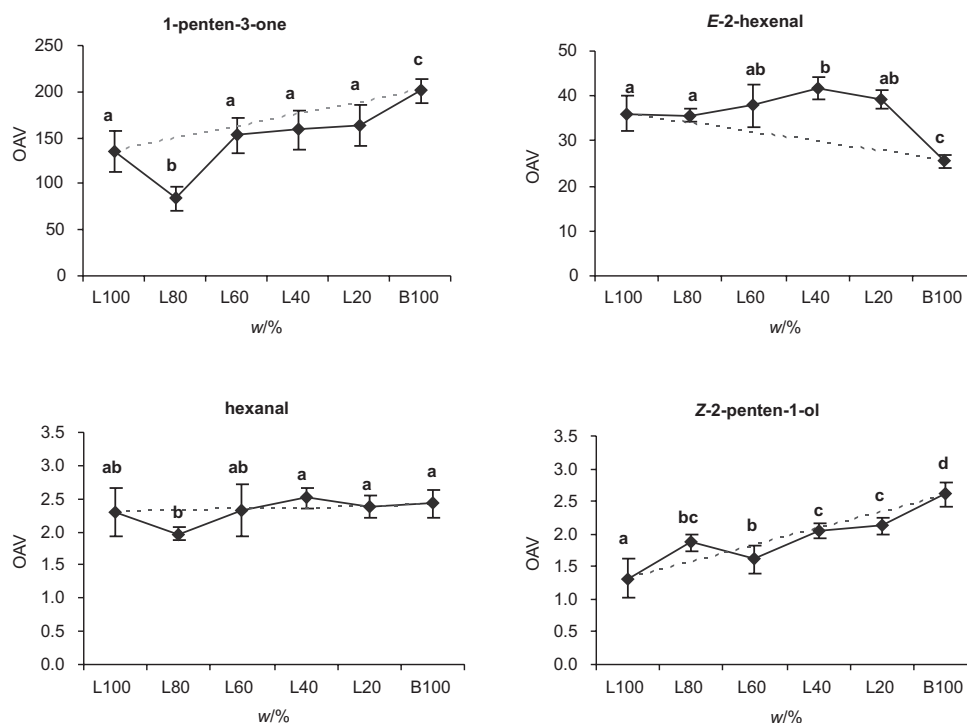 1-penten-3-one
250
200
150
100
50
0
OAV
a
b
a
a
a
c
L100 L80 L60 L40 L20 B100
w/%
E-2-hexenal
50
40
30
20
10
0
OAV
a
a
ab
b
ab
c
L100 L80 L60 L40 L20 B100
w/%
hexanal
3.5
3.0
2.5
2.0
1.5
1.0
0.5
0.0
OAV
ab
b
ab
a
a
a
L100 L80 L60 L40 L20 B100
w/%
Z-2-penten-1-ol
3.5
3.0
2.5
2.0
1.5
1.0
0.5
0.0
OAV
a
bc
b
c
c
d
L100 L80 L60 L40 L20 B100
w/%